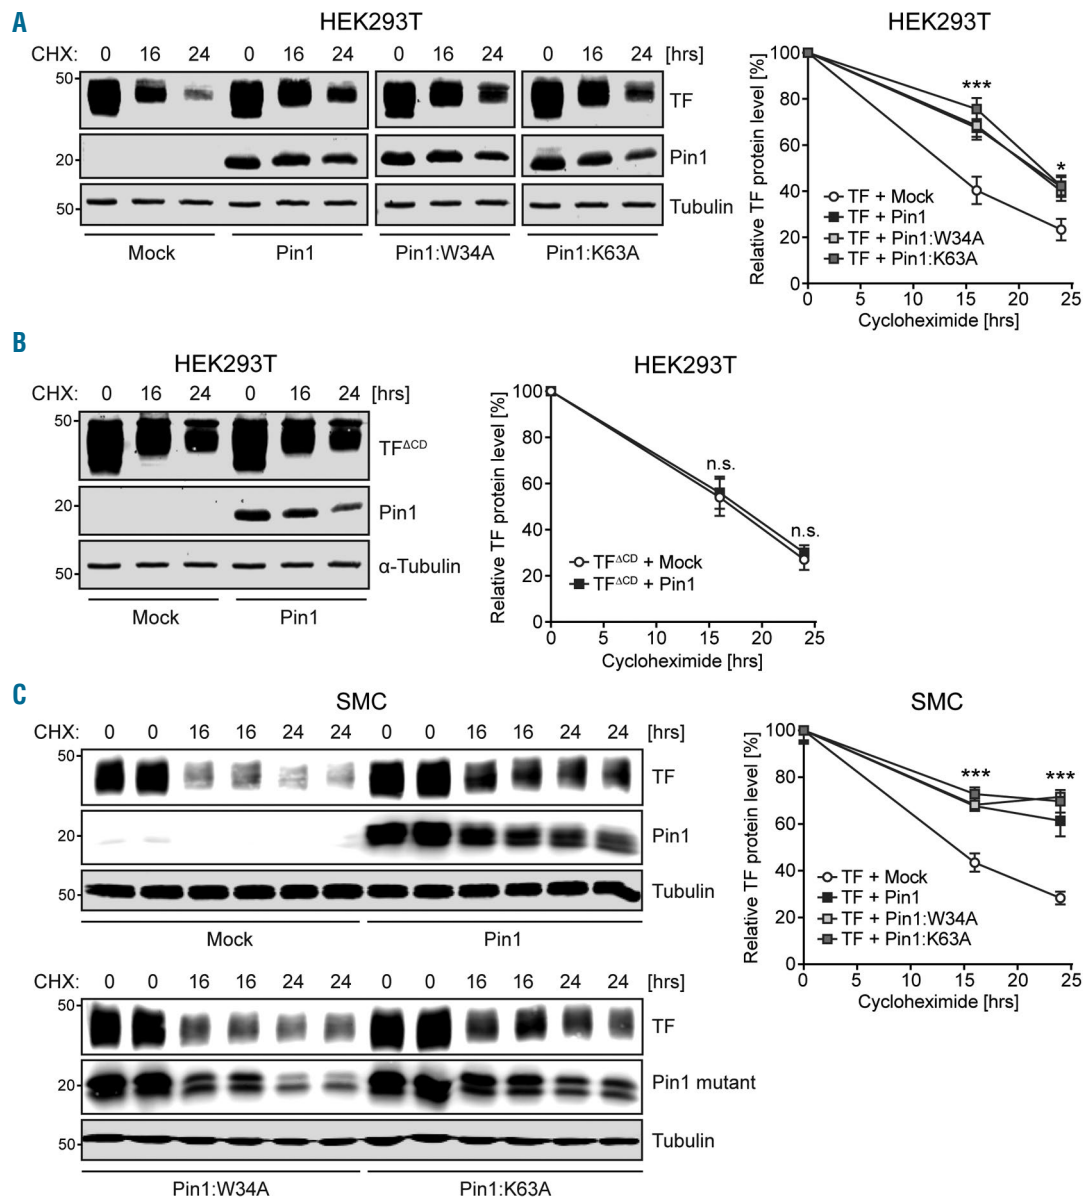 A
HEK293T
CHX: 0 16 24 0 16 24 0 16 24 0 16 24 [hrs]
50
TF
20
Pin1
50
Tubulin
Mock Pin1 Pin1:W34A Pin1:K63A
HEK293T
Relative TF protein level [%]
100
80
60
40
20
0
***
*
TF + Mock
TF + Pin1
TF + Pin1:W34A
TF + Pin1:K63A
0 5 10 15 20 25
Cycloheximide [hrs]
B
HEK293T
CHX: 0 16 24 0 16 24 [hrs]
50
TFΔCD
20
Pin1
50
α-Tubulin
Mock Pin1
HEK293T
Relative TF protein level [%]
100
80
60
40
20
0
n.s.
n.s.
TFΔCD + Mock
TFΔCD + Pin1
0 5 10 15 20 25
Cycloheximide [hrs]
C
SMC
CHX: 0 0 16 16 24 24 0 0 16 16 24 24 [hrs]
50
TF
20
Pin1
50
Tubulin
Mock Pin1
CHX: 0 0 16 16 24 24 0 0 16 16 24 24 [hrs]
50
TF
20
Pin1 mutant
50
Tubulin
Pin1:W34A Pin1:K63A
SMC
Relative TF protein level [%]
100
80
60
40
20
0
***
***
TF + Mock
TF + Pin1
TF + Pin1:W34A
TF + Pin1:K63A
0 5 10 15 20 25
Cycloheximide [hrs]